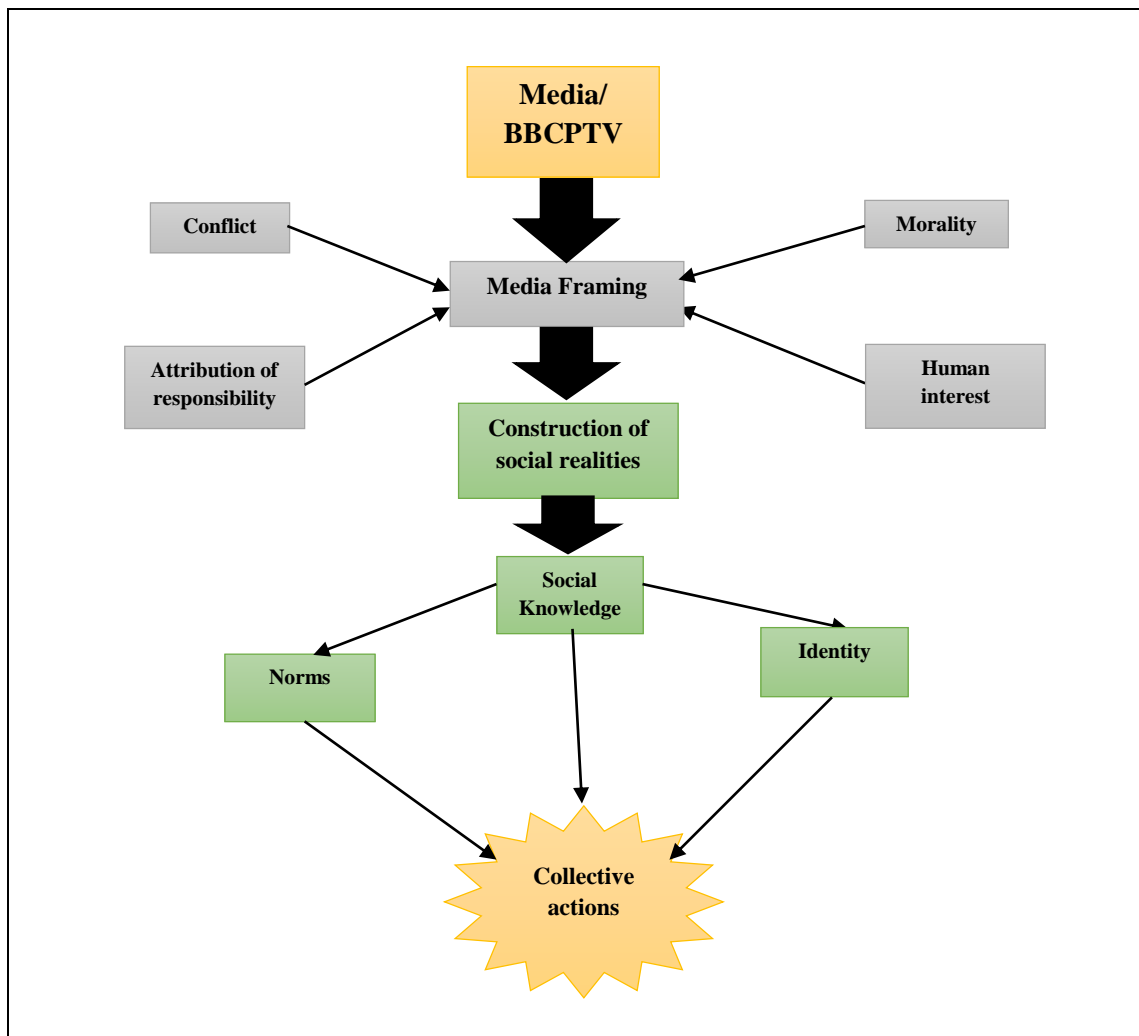 Media/
BBCPTV
Conflict
Morality
Media Framing
Attribution of
responsibility
Human
interest
Construction of
social realities
Social
Knowledge
Norms
Identity
Collective
actions